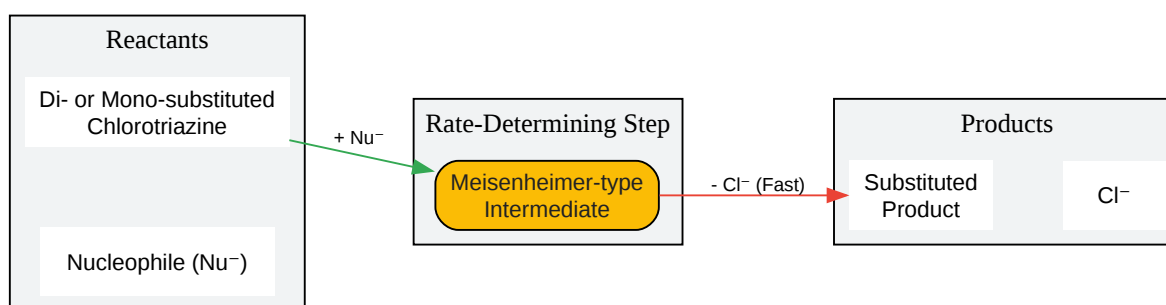 Reactants
Di- or Mono-substituted
Chlorotriazine
Nucleophile (Nu⁻)
+ Nu⁻
Rate-Determining Step
Meisenheimer-type
Intermediate
- Cl⁻ (Fast)
Products
Substituted
Product
Cl⁻